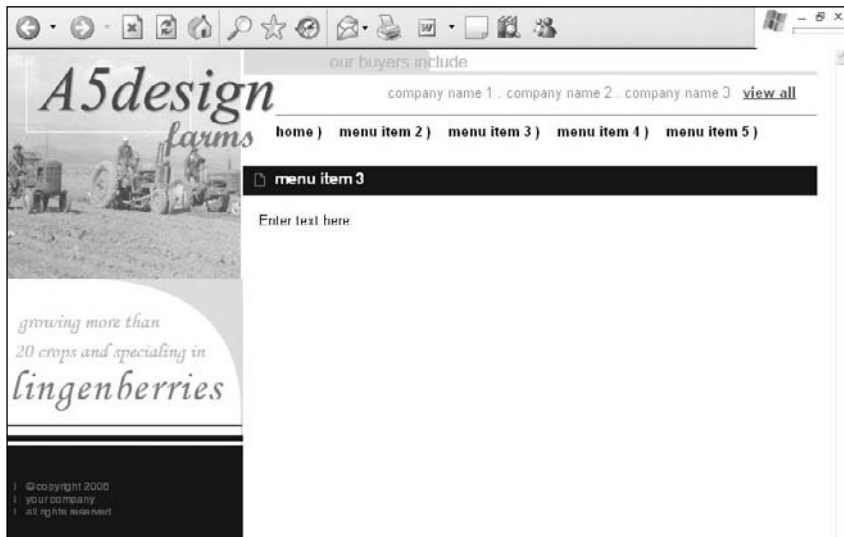 our buyers include
A5design
farms
company name 1 . company name 2 . company name 3 view all
home ) menu item 2 ) menu item 3 ) menu item 4 ) menu item 5 )
menu item 3
Enter text here
growing more than
20 crops and specialing in
lingenberries
| © copyright 2006
| your company
| all rights reserved